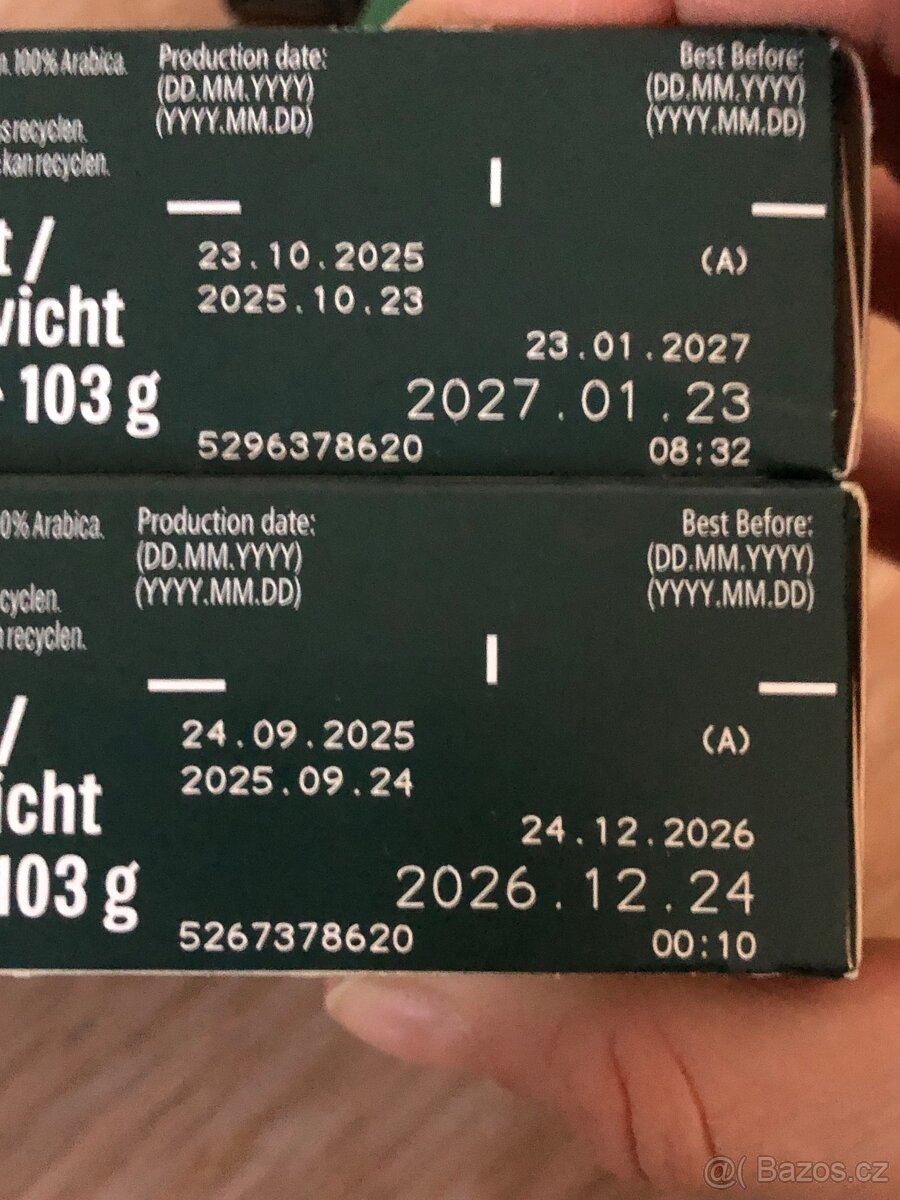 100% Arabica.
Production date:
(DD.MM.YYYY)
(YYYY.MM.DD)
Best Before:
(DD.MM.YYYY)
(YYYY.MM.DD)
recyclen.
kan recyclen.
/
103 g
23.10.2025
2025.10.23
(A)
23.01.2027
2027.01.23
5296378620
08:32
0% Arabica.
Production date:
(DD.MM.YYYY)
(YYYY.MM.DD)
Best Before:
(DD.MM.YYYY)
(YYYY.MM.DD)
cyclen.
recyclen.
/
icht
103 g
24.09.2025
2025.09.24
(A)
24.12.2026
2026.12.24
5267378620
00:10
@( Bazos.cz